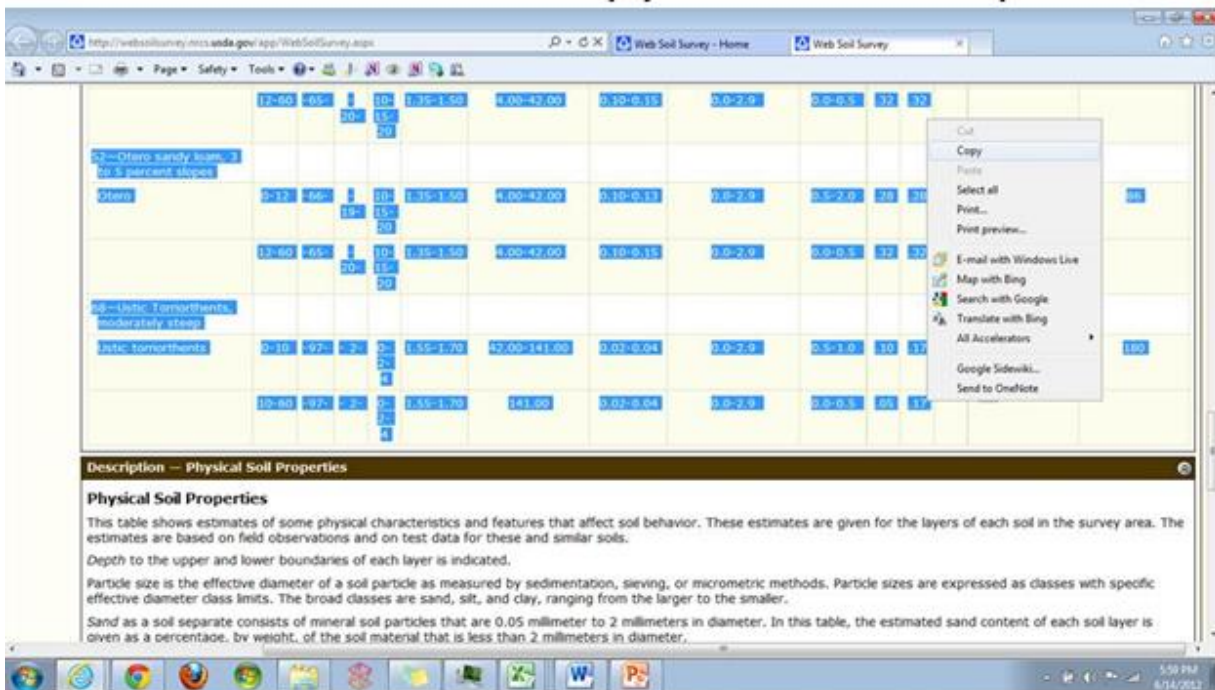 http://websoilsurvey.nrcs.usda.gov/app/WebSoilSurvey.aspx
Web Soil Survey - Home
Web Soil Survey
Page Safety Tools
12-60 -65- - 20- 10- 15- 20 1.35-1.50 4.00-42.00 0.10-0.15 0.0-2.9 0.0-0.5 .32 .32
52—Otero sandy loam, 3
to 5 percent slopes
Otero 0-12 -66- - 19- 10- 15- 20 1.35-1.50 4.00-42.00 0.10-0.13 0.0-2.9 0.5-2.0 .28 .28 86
12-60 -65- - 20- 10- 15- 20 1.35-1.50 4.00-42.00 0.10-0.15 0.0-2.9 0.0-0.5 .32 .32
68—Ustic Torriorthents,
moderately steep
Ustic torriorthents 0-10 -97- - 2- 0- 2- 4 1.55-1.70 42.00-141.00 0.02-0.04 0.0-2.9 0.5-1.0 .10 .17 180
10-60 -97- - 2- 0- 2- 4 1.55-1.70 141.00 0.02-0.04 0.0-2.9 0.0-0.5 .05 .17
Cut
Copy
Paste
Select all
Print...
Print preview...
E-mail with Windows Live
Map with Bing
Search with Google
Translate with Bing
All Accelerators
Google Sidewiki...
Send to OneNote
Description — Physical Soil Properties
Physical Soil Properties
This table shows estimates of some physical characteristics and features that affect soil behavior. These estimates are given for the layers of each soil in the survey area. The
estimates are based on field observations and on test data for these and similar soils.
Depth to the upper and lower boundaries of each layer is indicated.
Particle size is the effective diameter of a soil particle as measured by sedimentation, sieving, or micrometric methods. Particle sizes are expressed as classes with specific
effective diameter class limits. The broad classes are sand, silt, and clay, ranging from the larger to the smaller.
Sand as a soil separate consists of mineral soil particles that are 0.05 millimeter to 2 millimeters in diameter. In this table, the estimated sand content of each soil layer is
given as a percentage, by weight, of the soil material that is less than 2 millimeters in diameter.
5:59 PM
6/14/2012